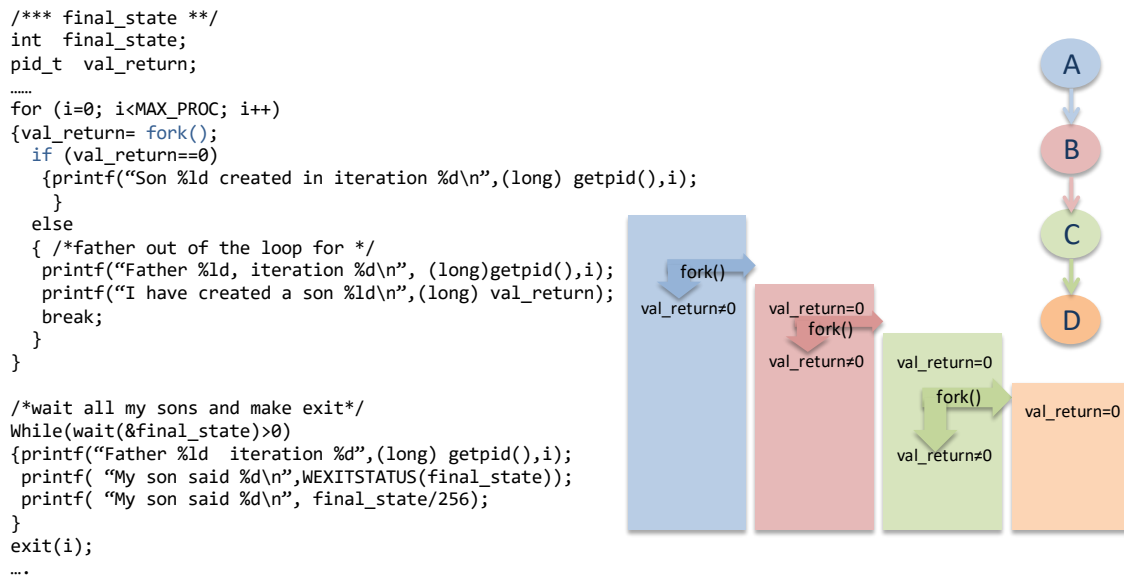 /*** final_state **/
int  final_state;
pid_t  val_return;
……
for (i=0; i<MAX_PROC; i++)
{val_return= fork();
if (val_return==0)
{printf(“Son %ld created in iteration %d\n”,(long) getpid(),i);
}
else
{ /*father out of the loop for */
printf(“Father %ld, iteration %d\n”, (long)getpid(),i);
printf(“I have created a son %ld\n”,(long) val_return);
break;
}
}
/*wait all my sons and make exit*/
While(wait(&final_state)>0)
{printf(“Father %ld  iteration %d”,(long) getpid(),i);
printf( “My son said %d\n”,WEXITSTATUS(final_state));
printf( “My son said %d\n”, final_state/256);
}
exit(i);
….
A
B
C
D
fork()
val_return≠0
val_return=0
fork()
val_return≠0
val_return=0
fork()
val_return≠0
val_return=0